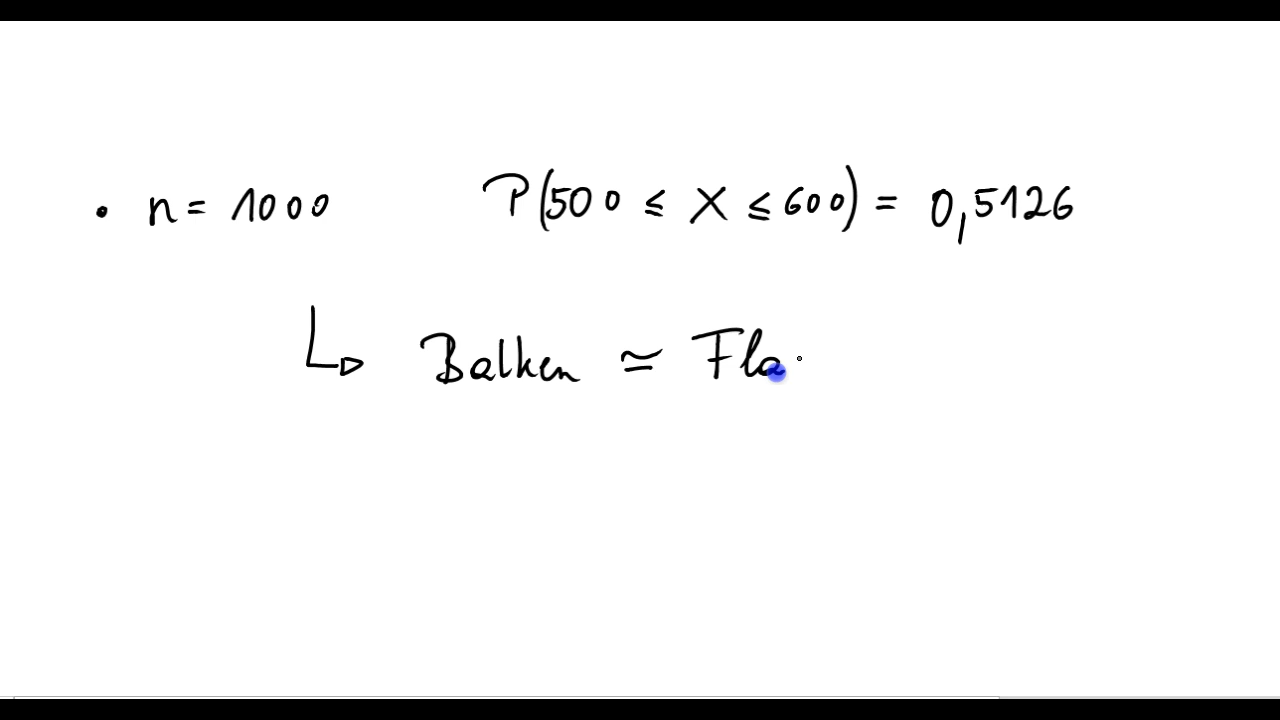 • n = 1000 P(500 ≤ X ≤ 600) = 0,5126
Balken ≃ Fla